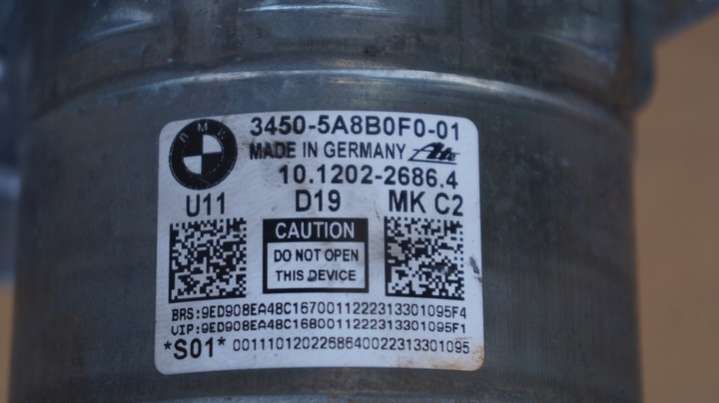 BMW
3450-5A8B0F0-01
MADE IN GERMANY Ate
10.1202-2686.4
U11 D19 MK C2
CAUTION
DO NOT OPEN
THIS DEVICE
BRS:9ED908EA48C1670011222313301095F4
VIP:9ED908EA48C1680011222313301095F1
*S01* 0011101202268640022313301095